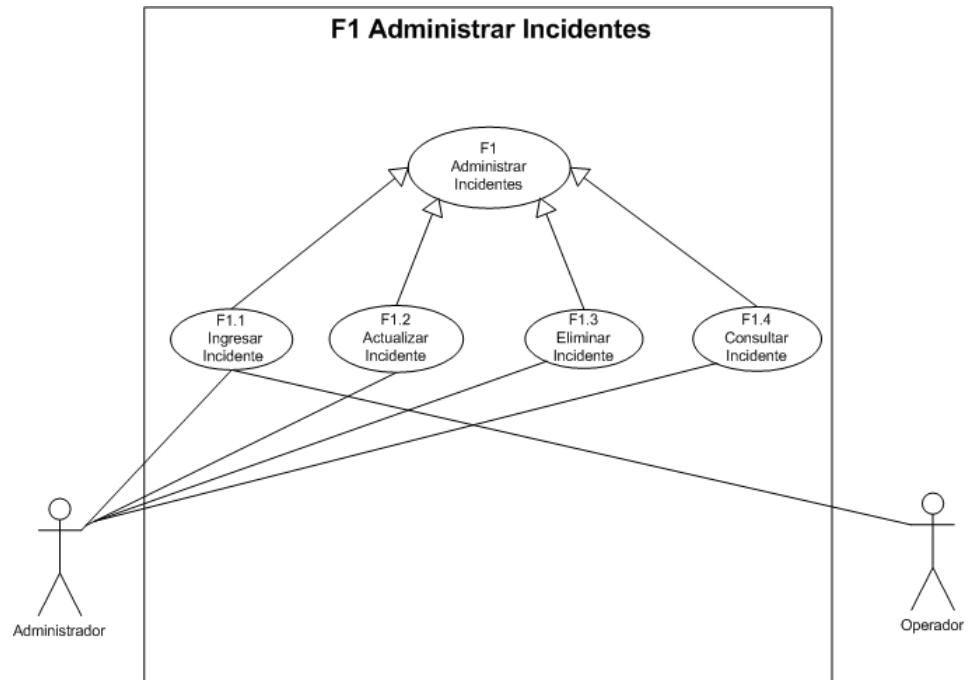 F1 Administrar Incidentes
F1
Administrar
Incidentes
F1.1
Ingresar
Incidente
F1.2
Actualizar
Incidente
F1.3
Eliminar
Incidente
F1.4
Consultar
Incidente
Administrador
Operador